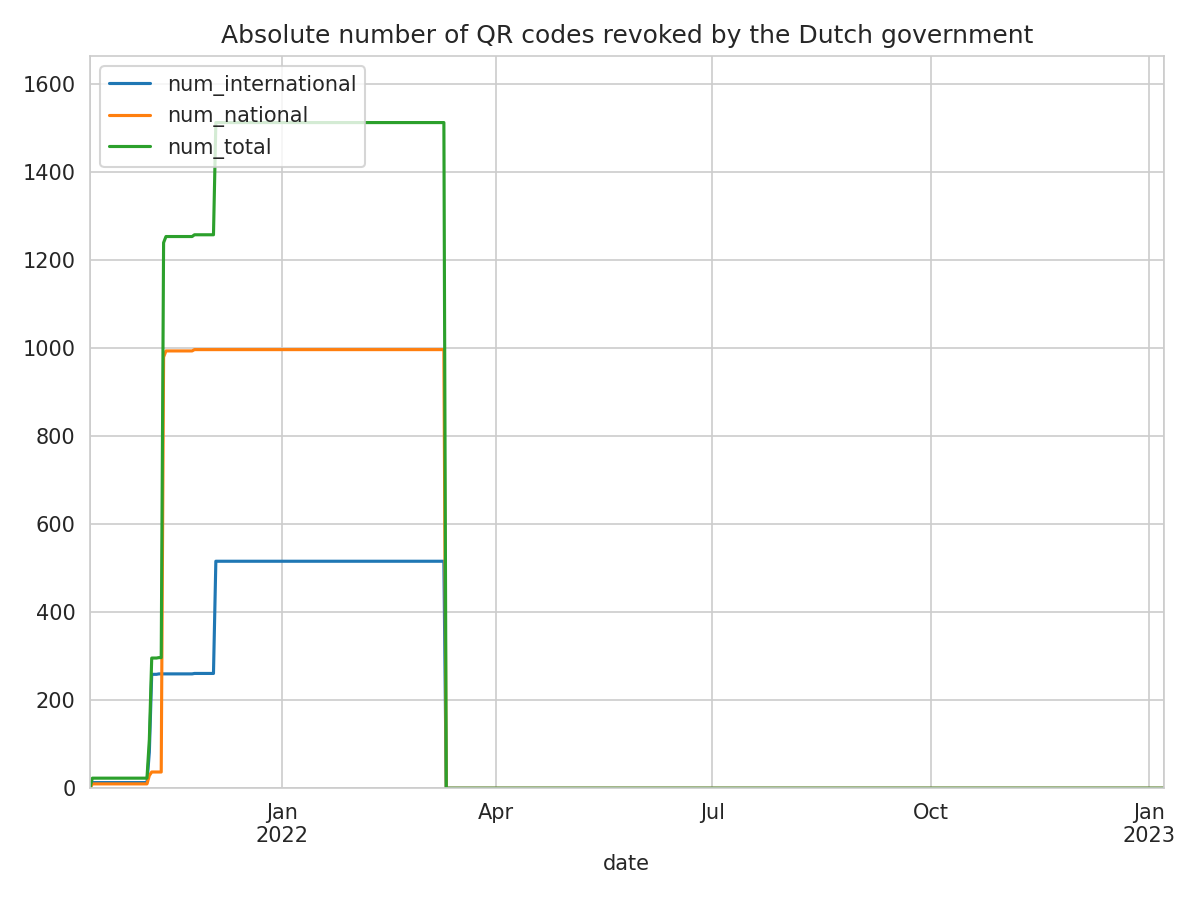 Absolute number of QR codes revoked by the Dutch government
num_international
num_national
num_total
1600
1400
1200
1000
800
600
400
200
0
Jan
2022
Apr
Jul
Oct
Jan
2023
date